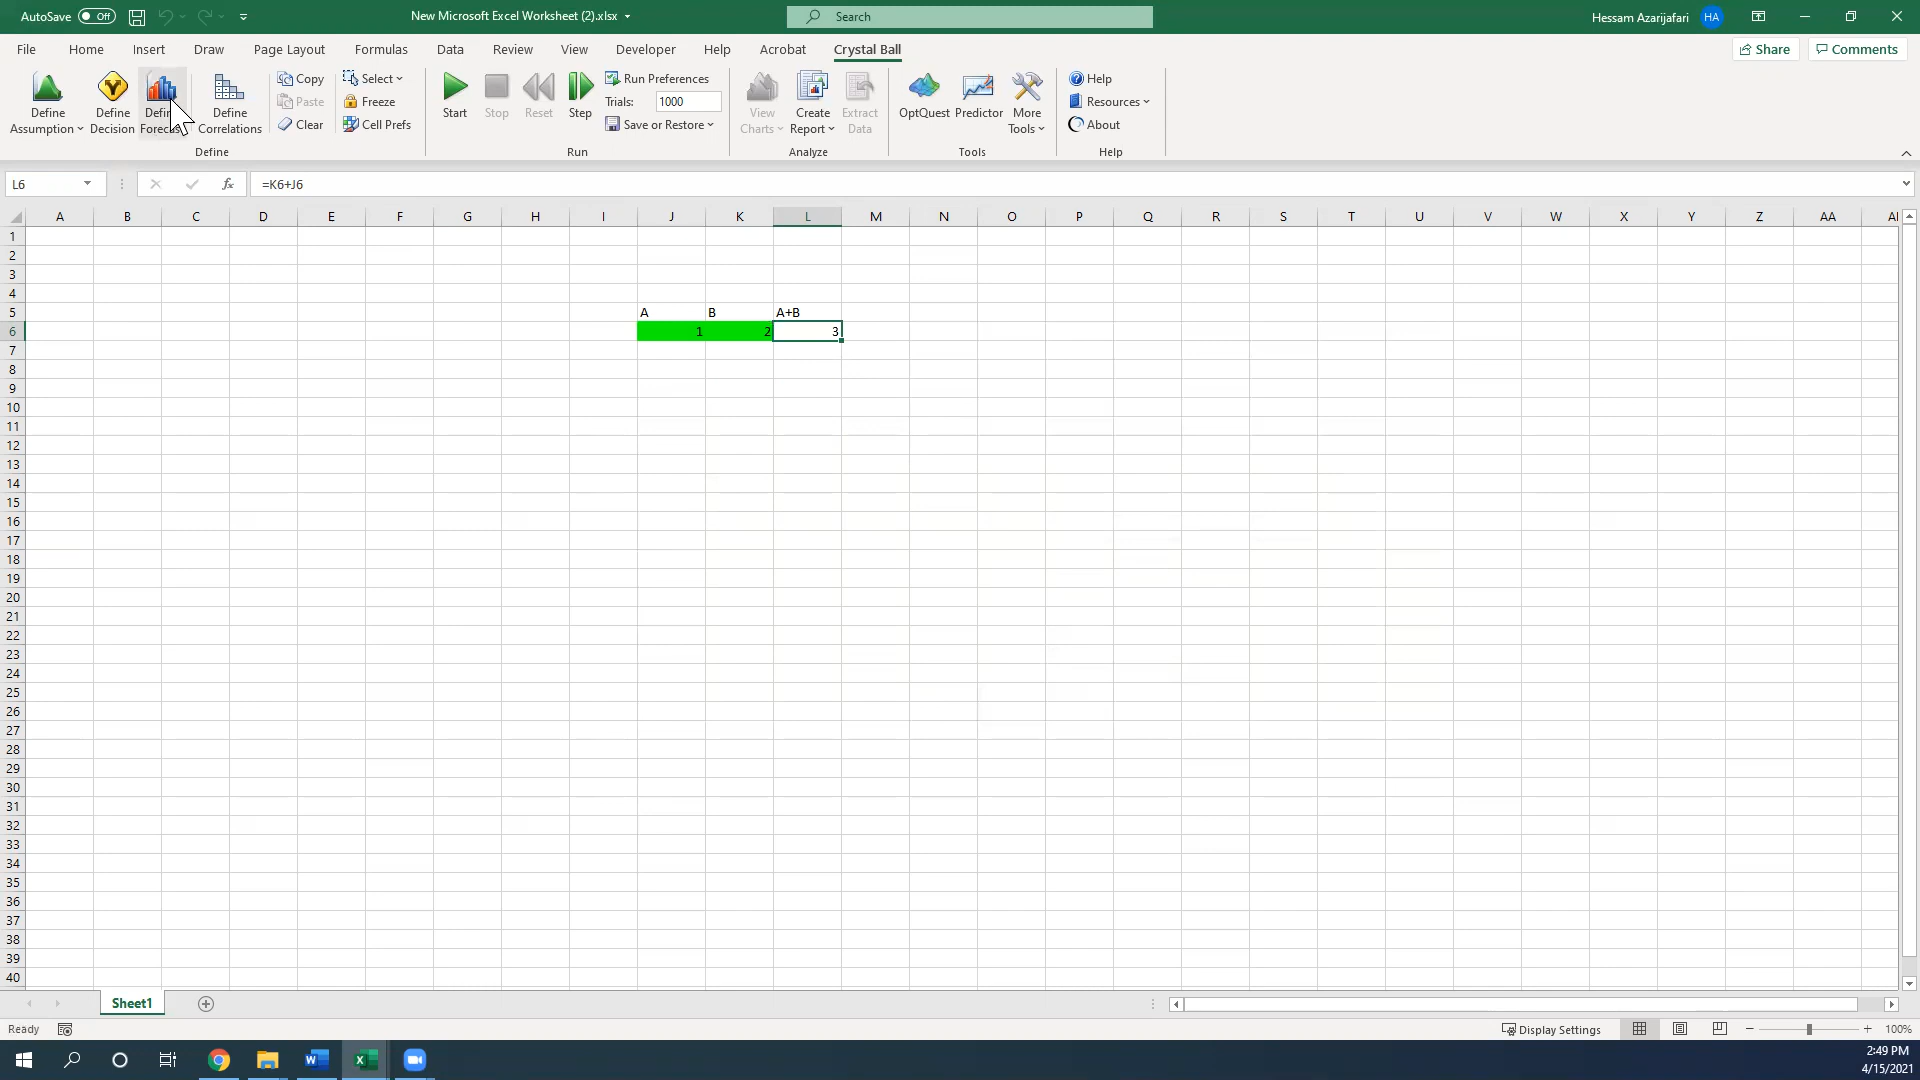 AutoSave Off New Microsoft Excel Worksheet (2).xlsx Search Hessam Azarijafari HA
File Home Insert Draw Page Layout Formulas Data Review View Developer Help Acrobat Crystal Ball Share Comments
Define Assumption
Define Decision
Define Forecast
Define Correlations
Copy
Paste
Clear
Select
Freeze
Cell Prefs
Define
Start
Stop
Reset
Step
Run Preferences
Trials: 1000
Save or Restore
Run
View Charts
Create Report
Extract Data
Analyze
OptQuest
Predictor
More Tools
Tools
Help
Resources
About
Help
L6 fx =K6+J6
A B C D E F G H I J K L M N O P Q R S T U V W X Y Z AA
1
2
3
4
5 A B A+B
6 1 2 3
7
8
9
10
11
12
13
14
15
16
17
18
19
20
21
22
23
24
25
26
27
28
29
30
31
32
33
34
35
36
37
38
39
40
Sheet1
Ready Display Settings 100%
2:49 PM
4/15/2021